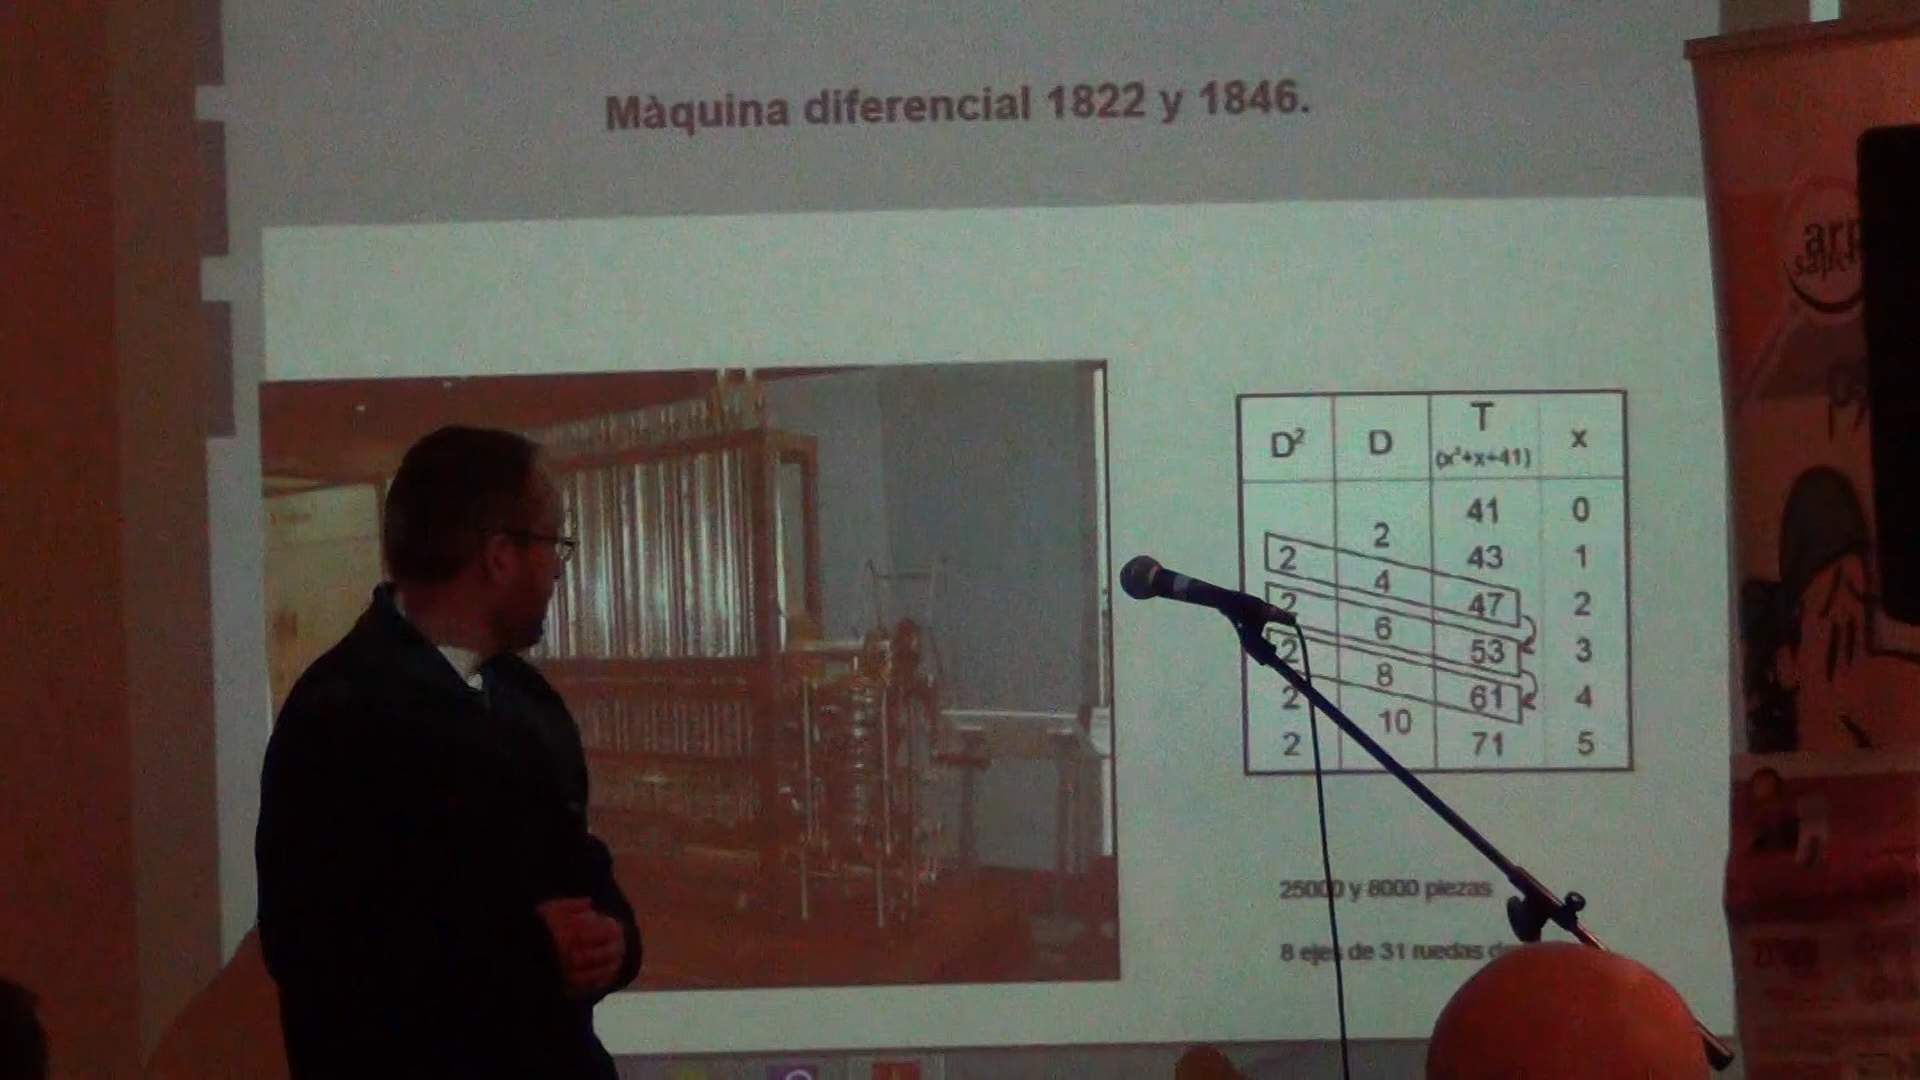 Màquina diferencial 1822 y 1846.
D² D T (x²+x+41) x
41 0
2
2 43 1
4
2 47 2
6
2 53 3
8
2 61 4
10
2 71 5
25000 y 8000 piezas
8 ejes de 31 ruedas